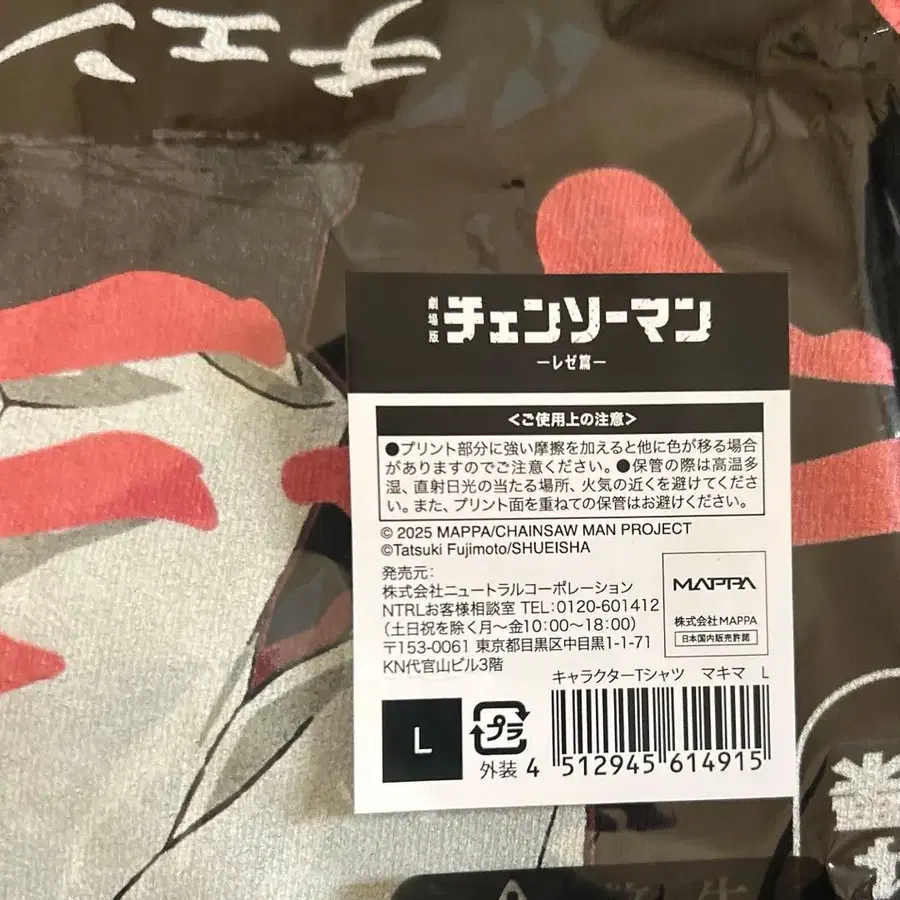 チェン
劇場版
チェンソーマン
―レゼ篇―
＜ご使用上の注意＞
●プリント部分に強い摩擦を加えると他に色が移る場合
がありますのでご注意ください。●保管の際は高温多
湿、直射日光の当たる場所、火気の近くを避けてくださ
い。また、プリント面を重ねての保管はお避けください。
© 2025 MAPPA/CHAINSAW MAN PROJECT
©Tatsuki Fujimoto/SHUEISHA
発売元：
株式会社ニュートラルコーポレーション
NTRLお客様相談室 TEL：0120-601412
（土日祝を除く月〜金10：00〜18：00）
〒153-0061 東京都目黒区中目黒1-1-71
KN代官山ビル3階
MAPPA
株式会社MAPPA
日本国内販売許諾
キャラクターTシャツ マキマ L
L
プラ
外装
4 512945 614915